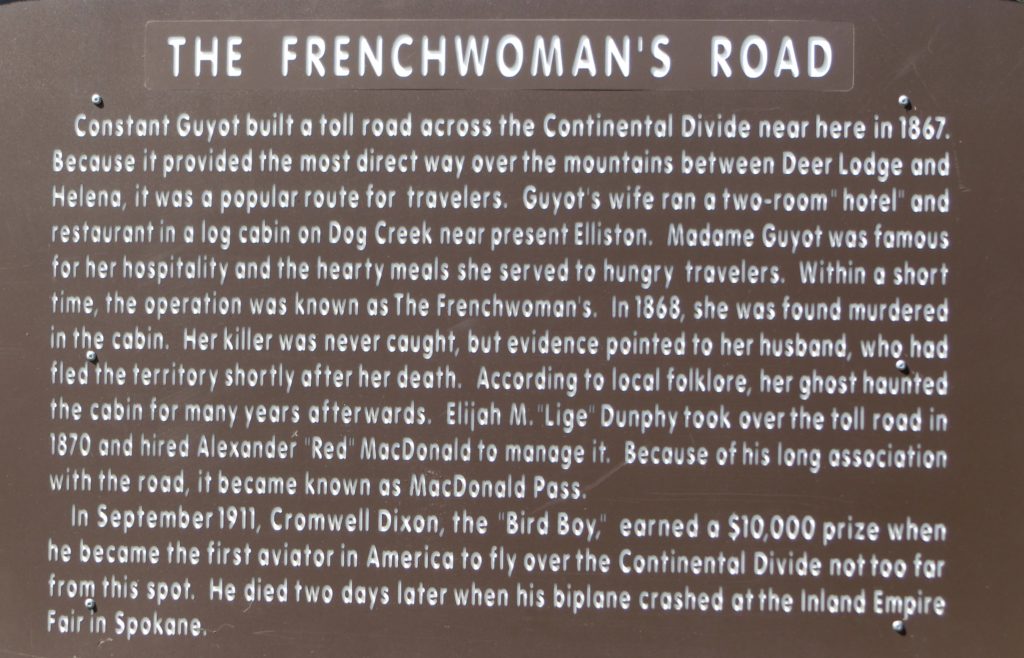 THE FRENCHWOMAN'S ROAD
Constant Guyot built a toll road across the Continental Divide near here in 1867.
Because it provided the most direct way over the mountains between Deer Lodge and
Helena, it was a popular route for travelers. Guyot's wife ran a two-room "hotel" and
restaurant in a log cabin on Dog Creek near present Elliston. Madame Guyot was famous
for her hospitality and the hearty meals she served to hungry travelers. Within a short
time, the operation was known as The Frenchwoman's. In 1868, she was found murdered
in the cabin. Her killer was never caught, but evidence pointed to her husband, who had
fled the territory shortly after her death. According to local folklore, her ghost haunted
the cabin for many years afterwards. Elijah M. "Lige" Dunphy took over the toll road in
1870 and hired Alexander "Red" MacDonald to manage it. Because of his long association
with the road, it became known as MacDonald Pass.
In September 1911, Cromwell Dixon, the "Bird Boy," earned a $10,000 prize when
he became the first aviator in America to fly over the Continental Divide not too far
from this spot. He died two days later when his biplane crashed at the Inland Empire
Fair in Spokane.